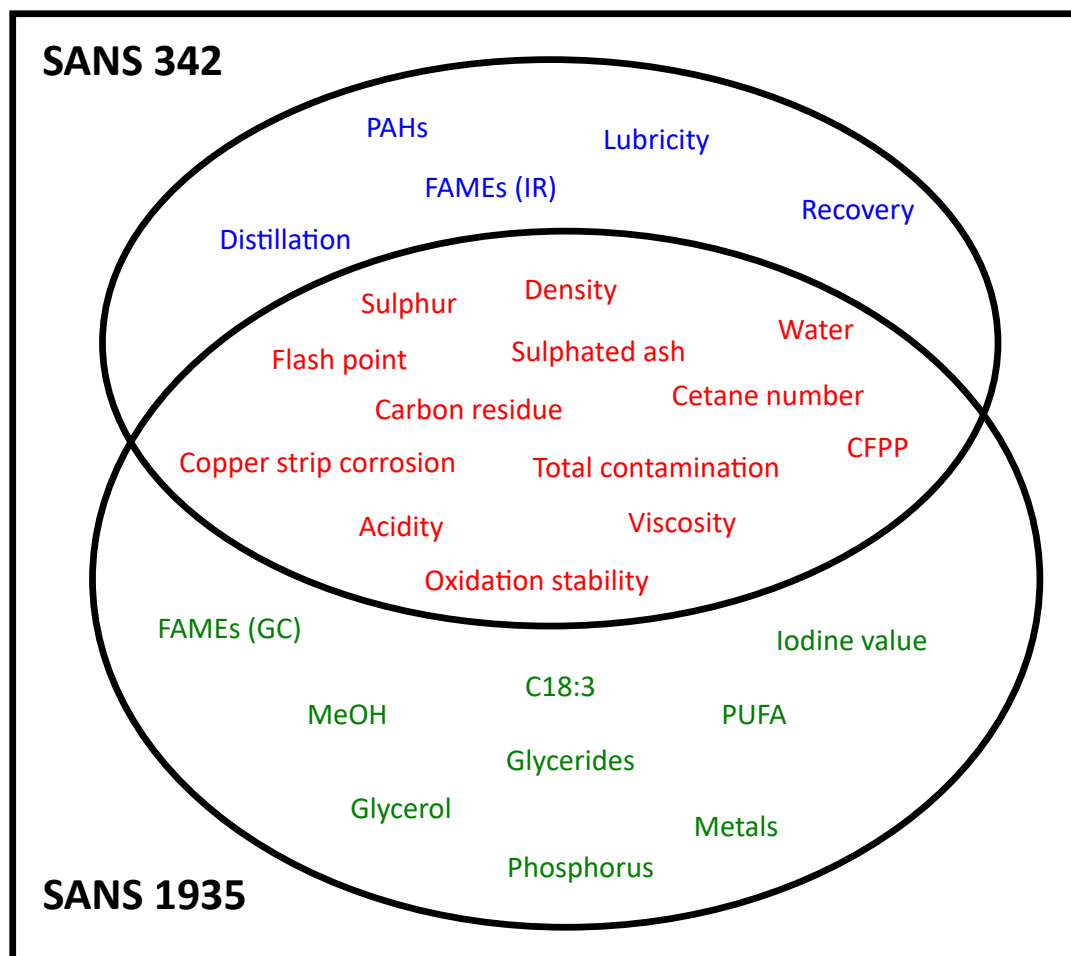 SANS 342
PAHs
Lubricity
FAMEs (IR)
Recovery
Distillation
Density
Sulphur
Water
Sulphated ash
Flash point
Cetane number
Carbon residue
CFPP
Copper strip corrosion
Total contamination
Viscosity
Acidity
Oxidation stability
FAMEs (GC)
Iodine value
C18:3
MeOH
PUFA
Glycerides
Glycerol
Metals
Phosphorus
SANS 1935